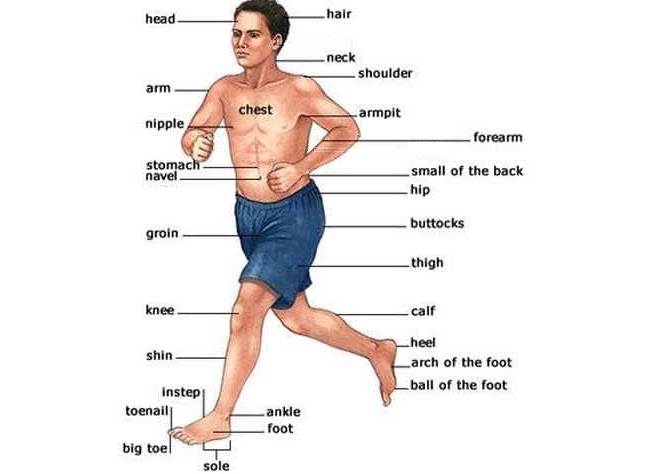 head
hair
neck
shoulder
arm
chest
armpit
nipple
forearm
stomach
navel
small of the back
hip
buttocks
groin
thigh
knee
calf
heel
shin
arch of the foot
ball of the foot
instep
toenail
ankle
foot
big toe
sole